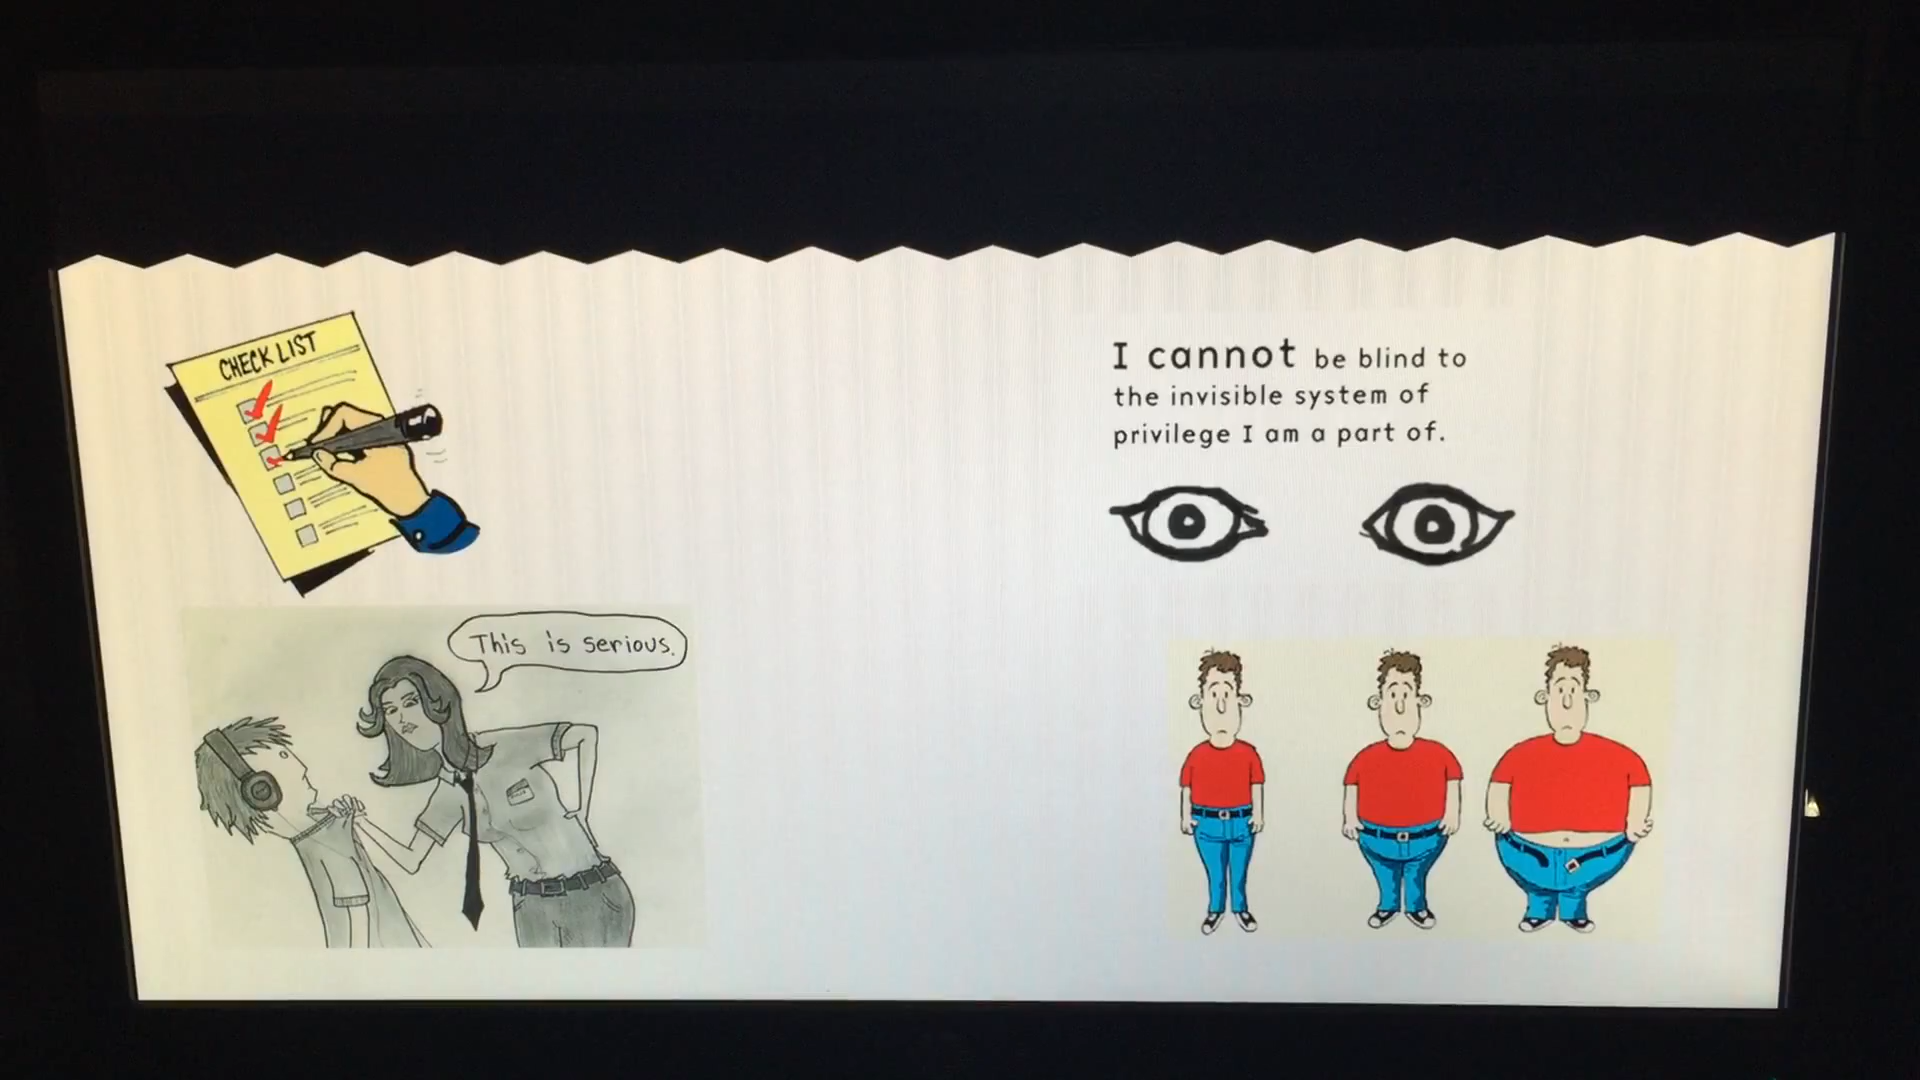 CHECK LIST
I cannot be blind to
the invisible system of
privilege I am a part of.
This is serious.